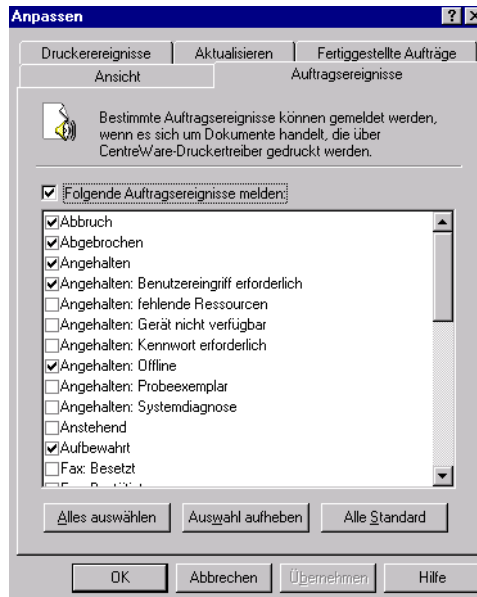 Anpassen
Druckerereignisse
Aktualisieren
Fertiggestellte Aufträge
Ansicht
Auftragsereignisse
Bestimmte Auftragsereignisse können gemeldet werden,
wenn es sich um Dokumente handelt, die über
CentreWare-Druckertreiber gedruckt werden.
Folgende Auftragsereignisse melden:
Abbruch
Abgebrochen
Angehalten
Angehalten: Benutzereingriff erforderlich
Angehalten: fehlende Ressourcen
Angehalten: Gerät nicht verfügbar
Angehalten: Kennwort erforderlich
Angehalten: Offline
Angehalten: Probeexemplar
Angehalten: Systemdiagnose
Anstehend
Aufbewahrt
Fax: Besetzt
Alles auswählen
Auswahl aufheben
Alle Standard
OK
Abbrechen
Übernehmen
Hilfe